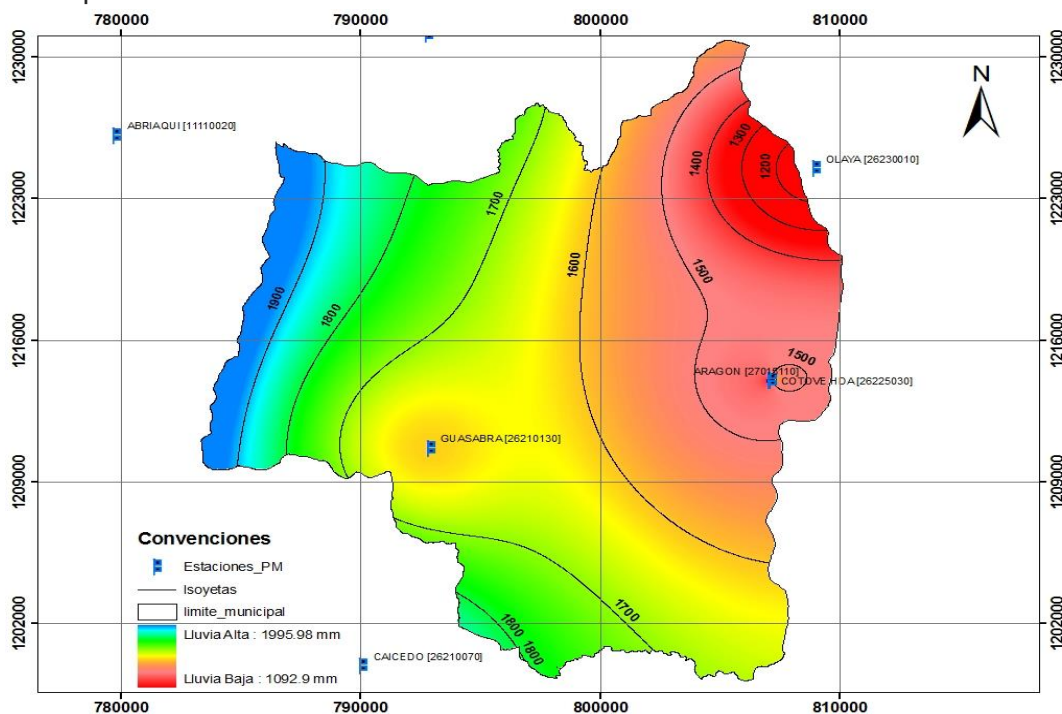 780000 790000 800000 810000
1230000 1230000
N
ABRIAQUI [11110020]
OLAYA [26230010]
1300
1200
1400
1223000 1223000
1700
1600
1500
1900
1800
1216000 1216000
1500
ARAGON [27015110]
COTOVE HDA [26225030]
GUASABRA [26210130]
1209000 1209000
Convenciones
Estaciones_PM
Isoyetas
limite_municipal
Lluvia Alta : 1995.98 mm
Lluvia Baja : 1092.9 mm
1700
1800
1800
1202000 1202000
CAICEDO [26210070]
780000 790000 800000 810000